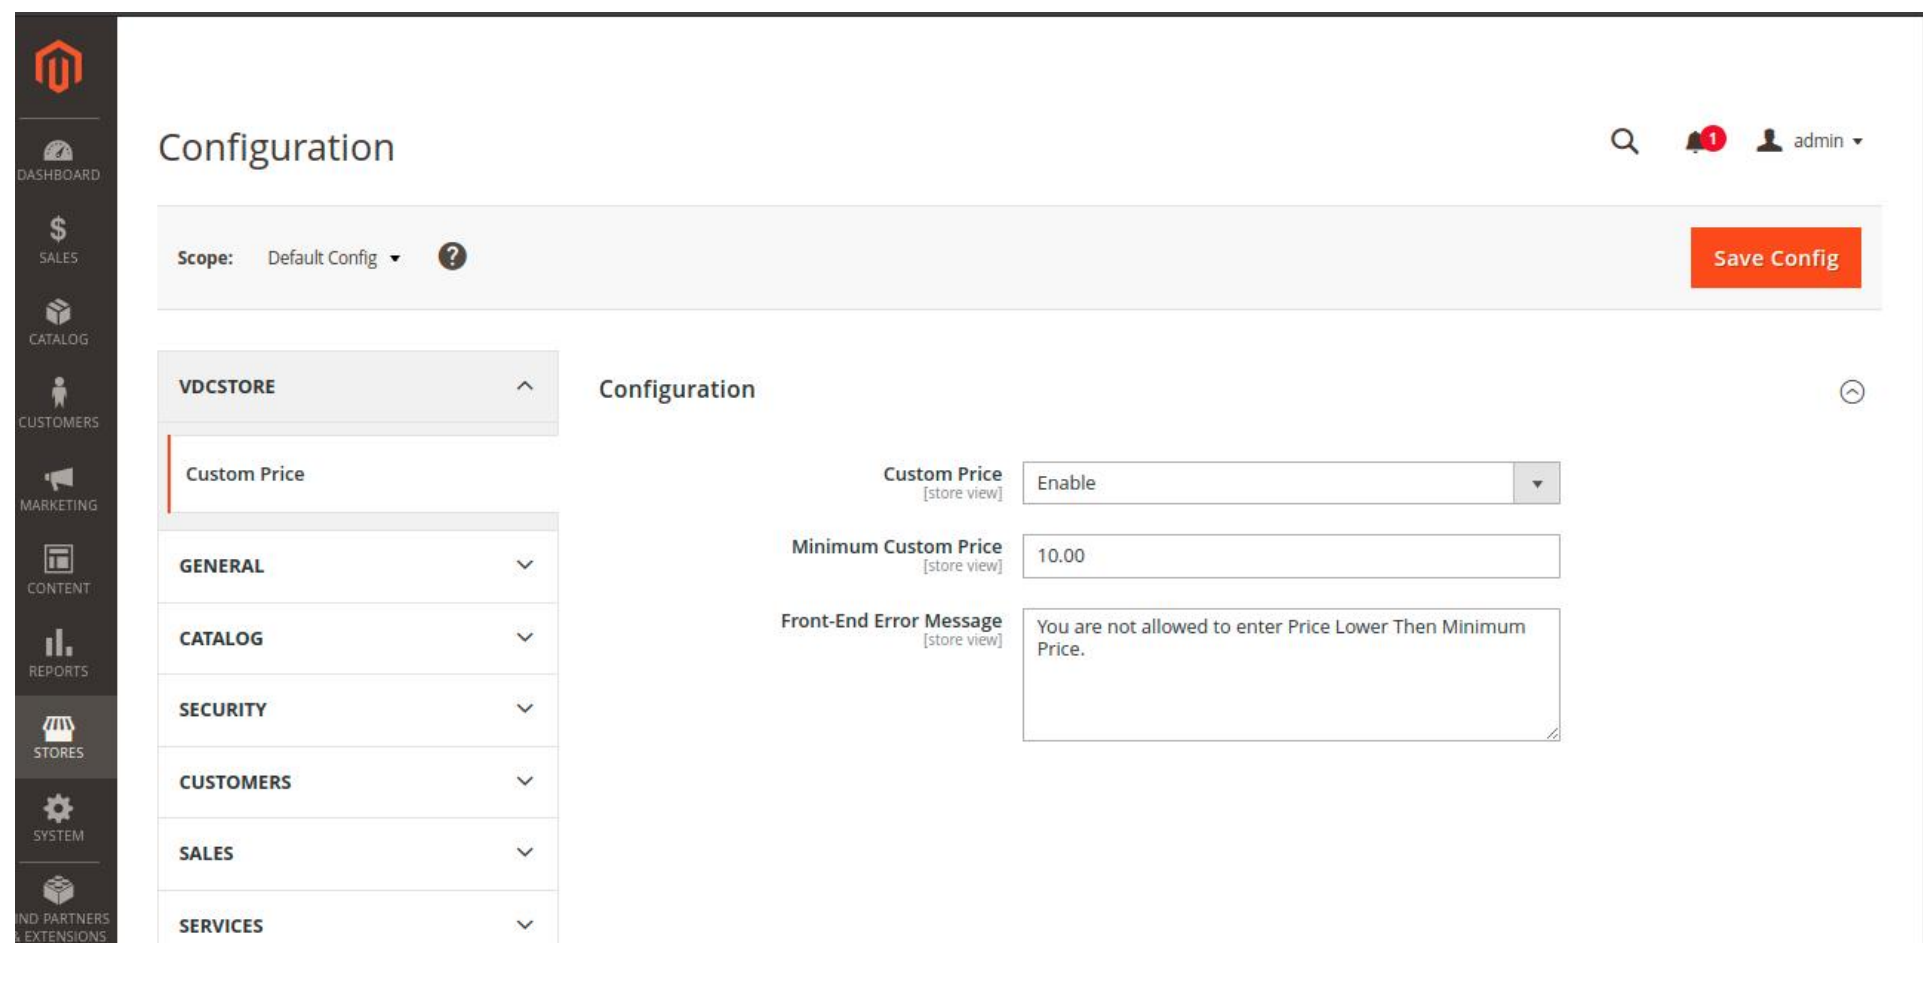 DASHBOARD
SALES
CATALOG
CUSTOMERS
MARKETING
CONTENT
REPORTS
STORES
SYSTEM
IND PARTNERS
& EXTENSIONS
Configuration
1
admin
Scope: Default Config ?
Save Config
VDCSTORE
Custom Price
GENERAL
CATALOG
SECURITY
CUSTOMERS
SALES
SERVICES
Configuration
Custom Price
[store view]
Enable
Minimum Custom Price
[store view]
10.00
Front-End Error Message
[store view]
You are not allowed to enter Price Lower Then Minimum
Price.